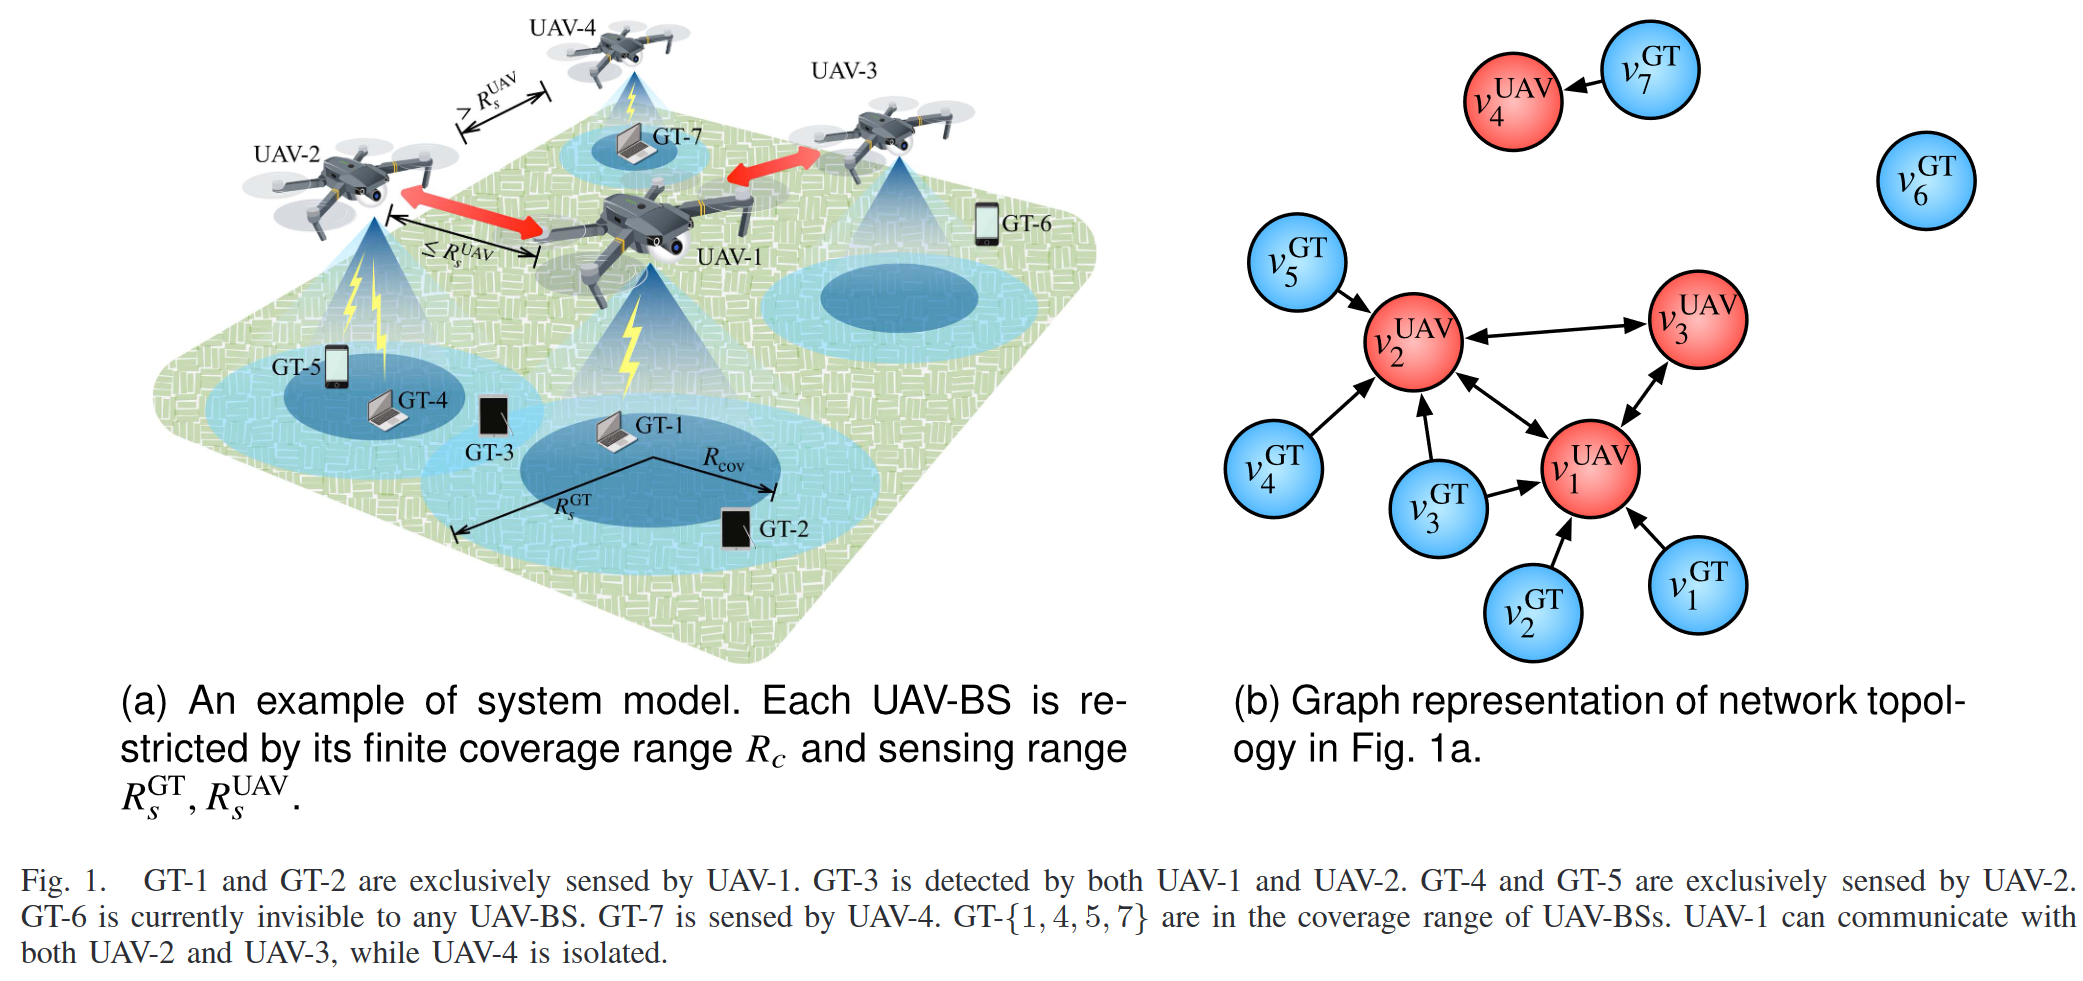 UAV-4
UAV-3
> R_s^UAV
GT-7
UAV-2
GT-6
≤ R_s^UAV
UAV-1
GT-5
GT-4
GT-3
GT-1
R_cov
R_s^GT
GT-2
(a) An example of system model. Each UAV-BS is re-
stricted by its finite coverage range R_c and sensing range
R_s^GT, R_s^UAV.
v_4^UAV
v_7^GT
v_6^GT
v_5^GT
v_2^UAV
v_3^UAV
v_4^GT
v_3^GT
v_1^UAV
v_2^GT
v_1^GT
(b) Graph representation of network topol-
ogy in Fig. 1a.
Fig. 1. GT-1 and GT-2 are exclusively sensed by UAV-1. GT-3 is detected by both UAV-1 and UAV-2. GT-4 and GT-5 are exclusively sensed by UAV-2.
GT-6 is currently invisible to any UAV-BS. GT-7 is sensed by UAV-4. GT-{1, 4, 5, 7} are in the coverage range of UAV-BSs. UAV-1 can communicate with
both UAV-2 and UAV-3, while UAV-4 is isolated.